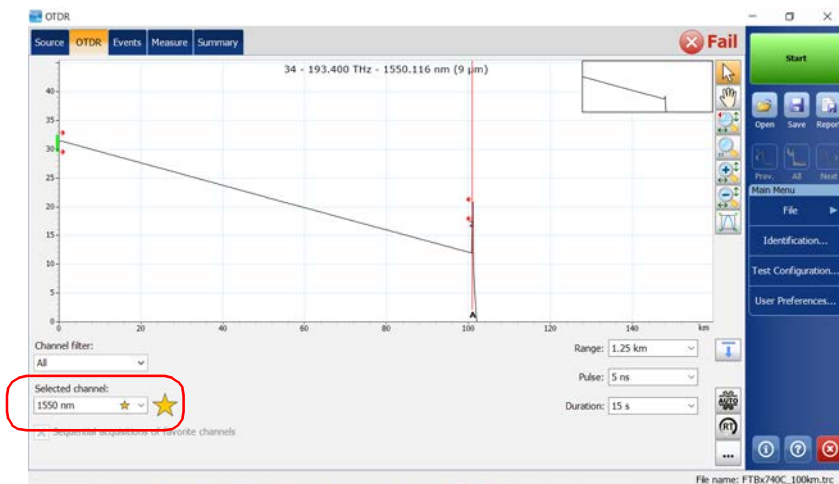 OTDR
Source OTDR Events Measure Summary
Fail
34 - 193.400 THz - 1550.116 nm (9 µm)
40
35
30
25
20
15
10
5
0
0 20 40 60 80 100 120 140 km
A
Channel filter:
All
Selected channel:
1550 nm
Sequential acquisitions of favorite channels
Range: 1.25 km
Pulse: 5 ns
Duration: 15 s
AUTO
RT
...
Start
Open Save Report
Prev. All Next
Main Menu
File
Identification...
Test Configuration...
User Preferences...
File name: FTBx740C_100km.trc